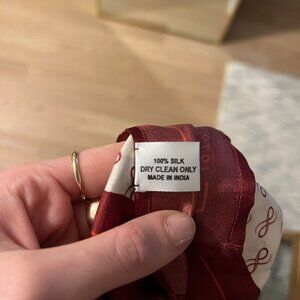 100% SILK
DRY CLEAN ONLY
MADE IN INDIA